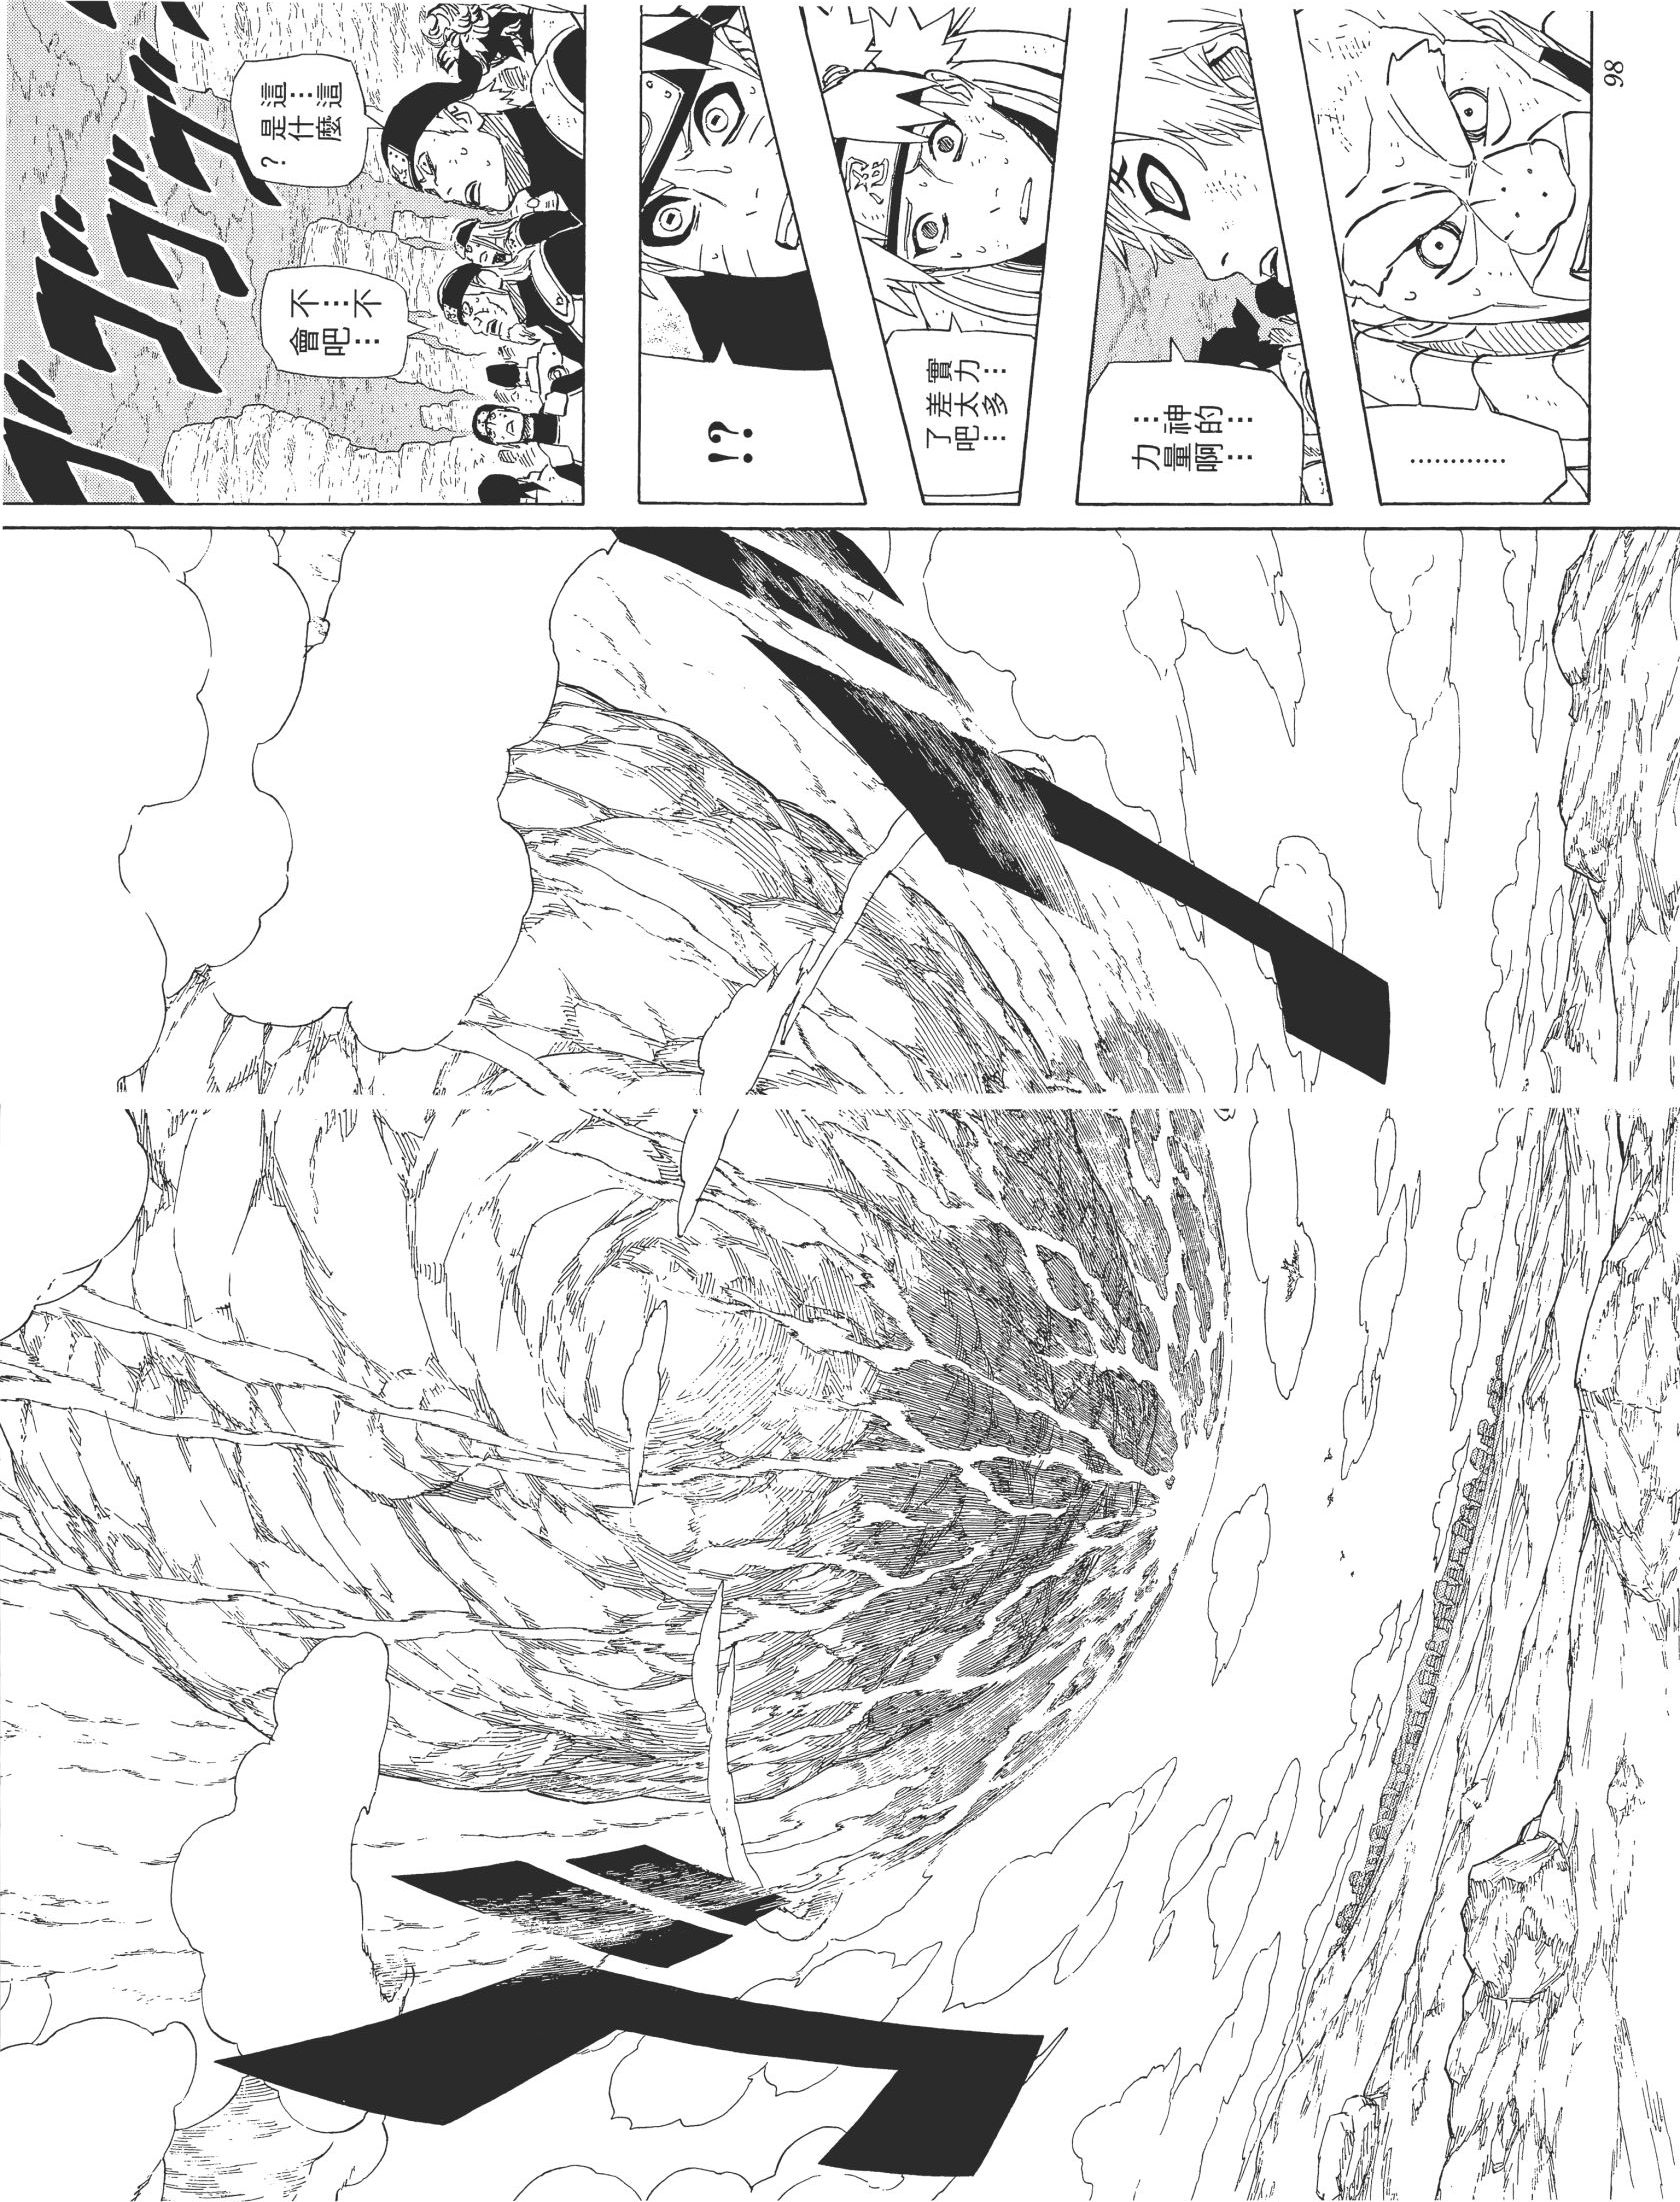 98
這…這
是什麼
？
不…不
會吧…
!?
忍
實力…
差太多
了吧…
…神的…
力量啊…
…………